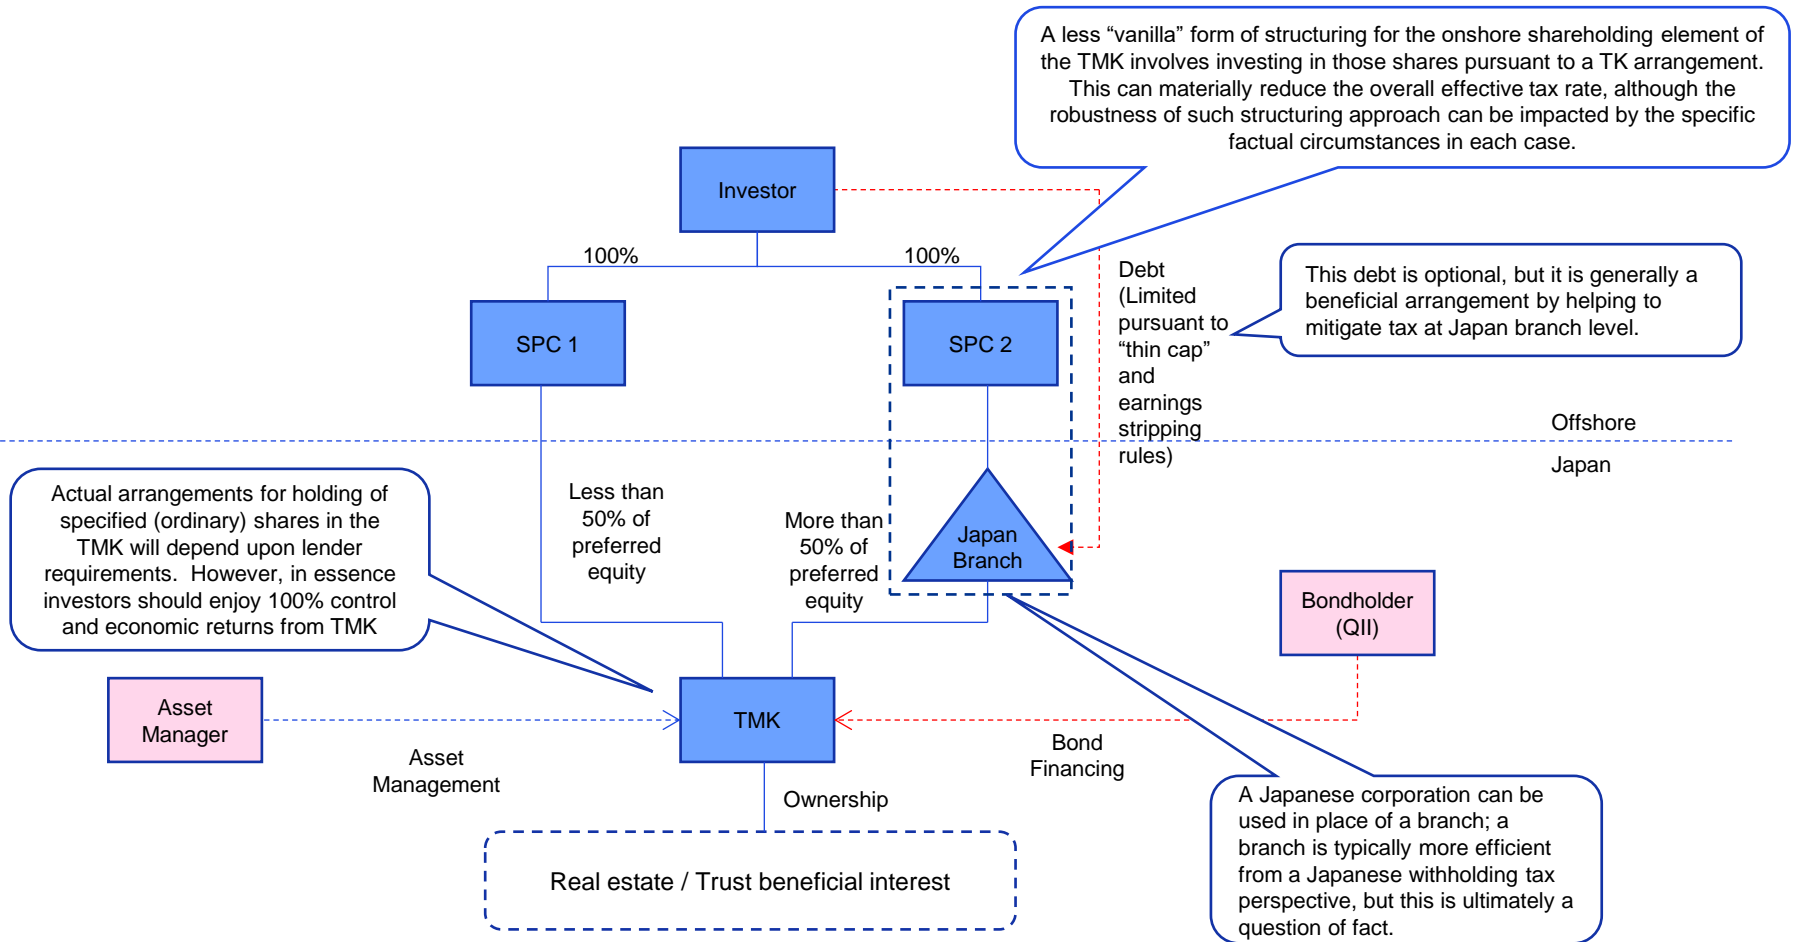 A less “vanilla” form of structuring for the onshore shareholding element of
the TMK involves investing in those shares pursuant to a TK arrangement.
This can materially reduce the overall effective tax rate, although the
robustness of such structuring approach can be impacted by the specific
factual circumstances in each case.
Investor
100%
100%
Debt
(Limited
pursuant to
“thin cap”
and
earnings
stripping
rules)
This debt is optional, but it is generally a
beneficial arrangement by helping to
mitigate tax at Japan branch level.
SPC 1
SPC 2
Offshore
Japan
Actual arrangements for holding of
specified (ordinary) shares in the
TMK will depend upon lender
requirements.  However, in essence
investors should enjoy 100% control
and economic returns from TMK
Less than
50% of
preferred
equity
More than
50% of
preferred
equity
Japan
Branch
Bondholder
(QII)
Asset
Manager
TMK
Asset
Management
Bond
Financing
Ownership
A Japanese corporation can be
used in place of a branch; a
branch is typically more efficient
from a Japanese withholding tax
perspective, but this is ultimately a
question of fact.
Real estate / Trust beneficial interest